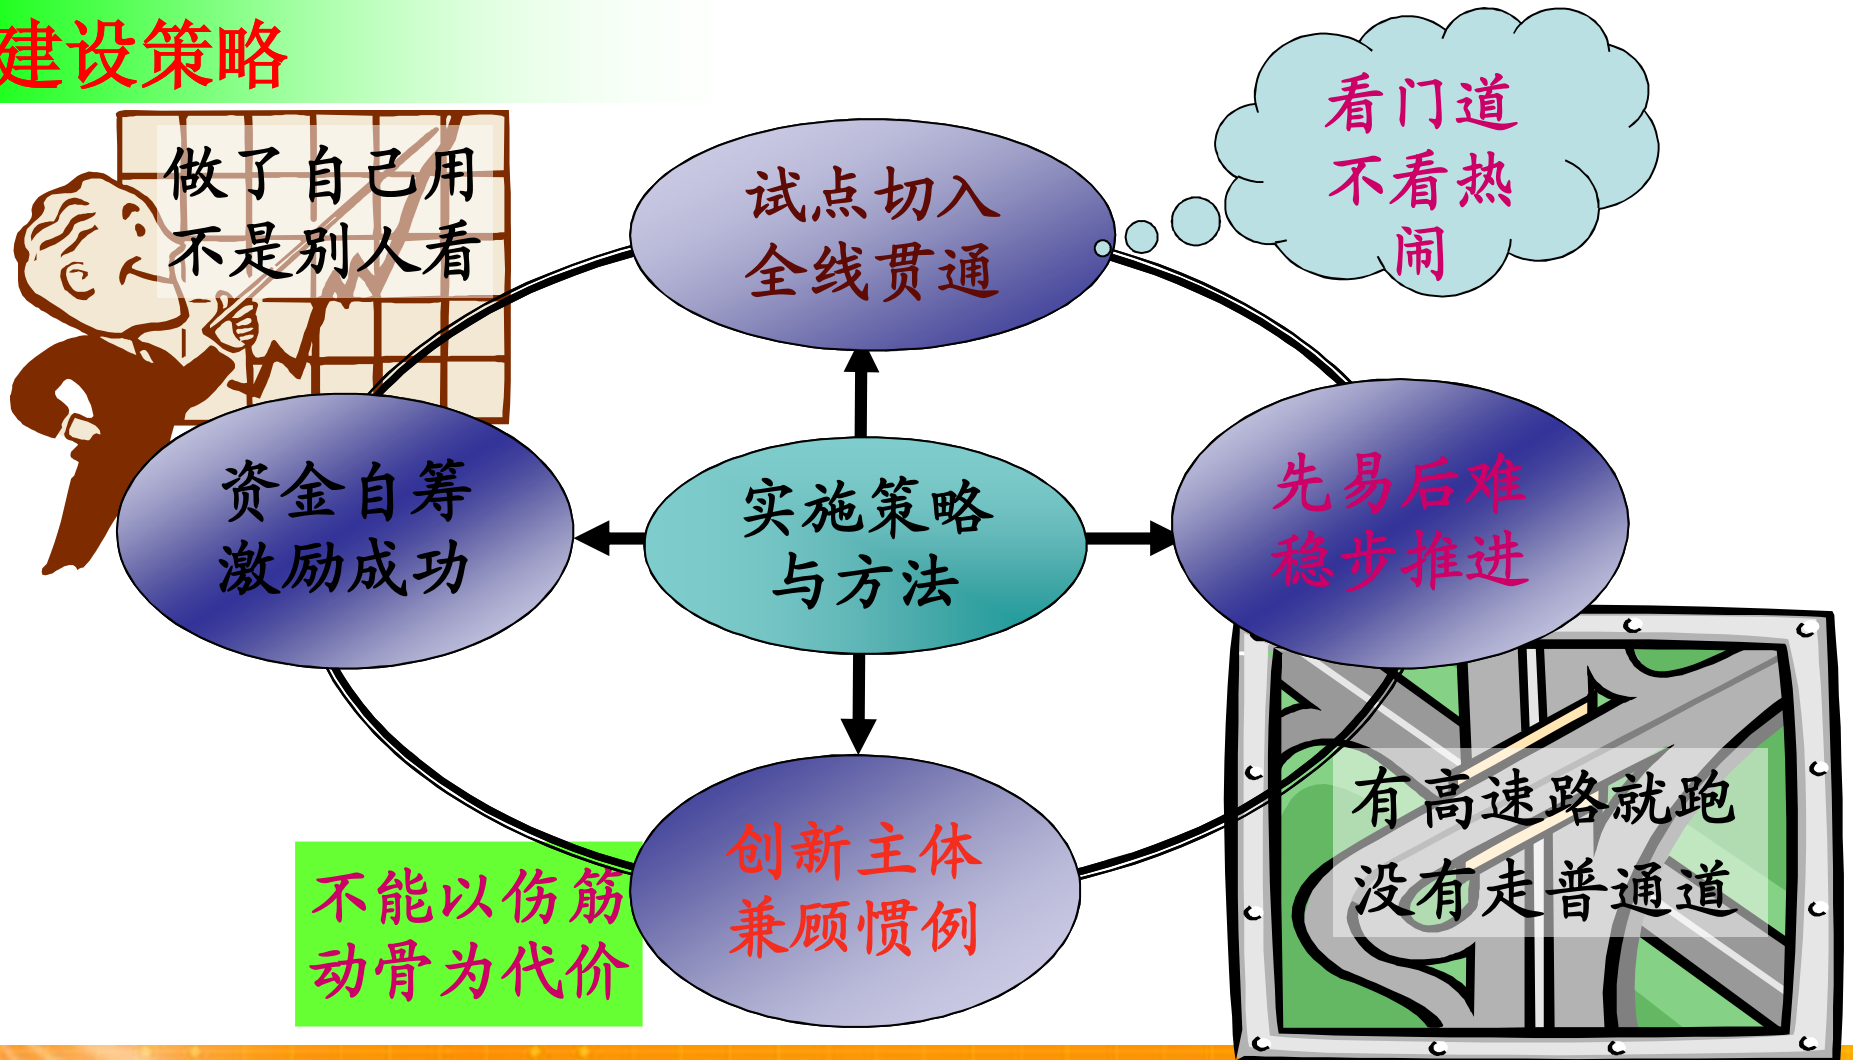 建设策略
做了自己用
不是别人看
试点切入
全线贯通
看门道
不看热
闹
资金自筹
激励成功
实施策略
与方法
先易后难
稳步推进
创新主体
兼顾惯例
不能以伤筋
动骨为代价
有高速路就跑
没有走普通道